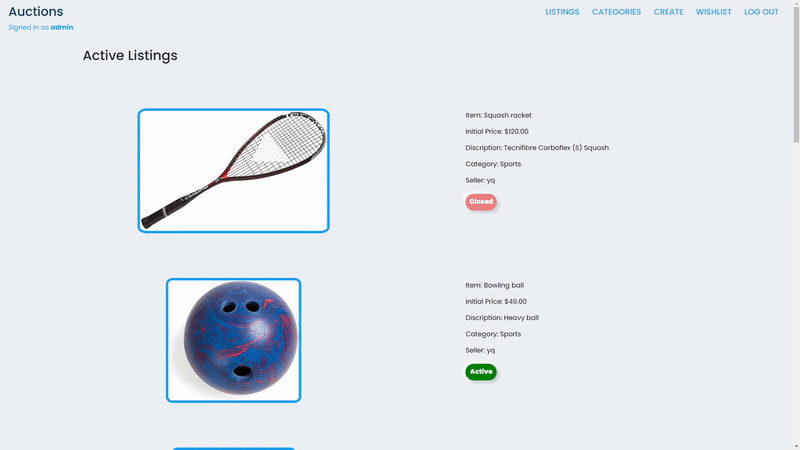 Auctions
LISTINGS CATEGORIES CREATE WISHLIST LOG OUT
Signed in as admin.
Active Listings
Item: Squash racket
Initial Price: $120.00
Discription: Tecnifibre Carboflex (S) Squash
Category: Sports
Seller: yq
Closed
Item: Bowling ball
Initial Price: $49.00
Discription: Heavy ball
Category: Sports
Seller: yq
Active